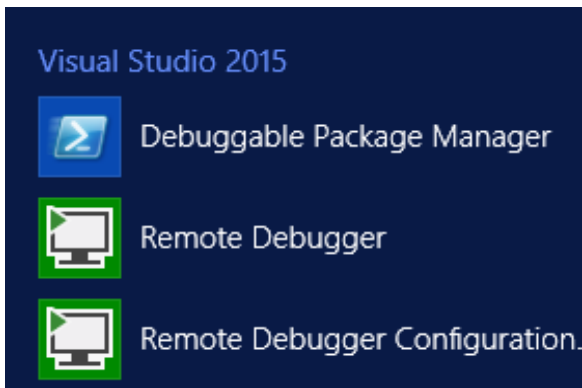 Visual Studio 2015
Debuggable Package Manager
Remote Debugger
Remote Debugger Configuration